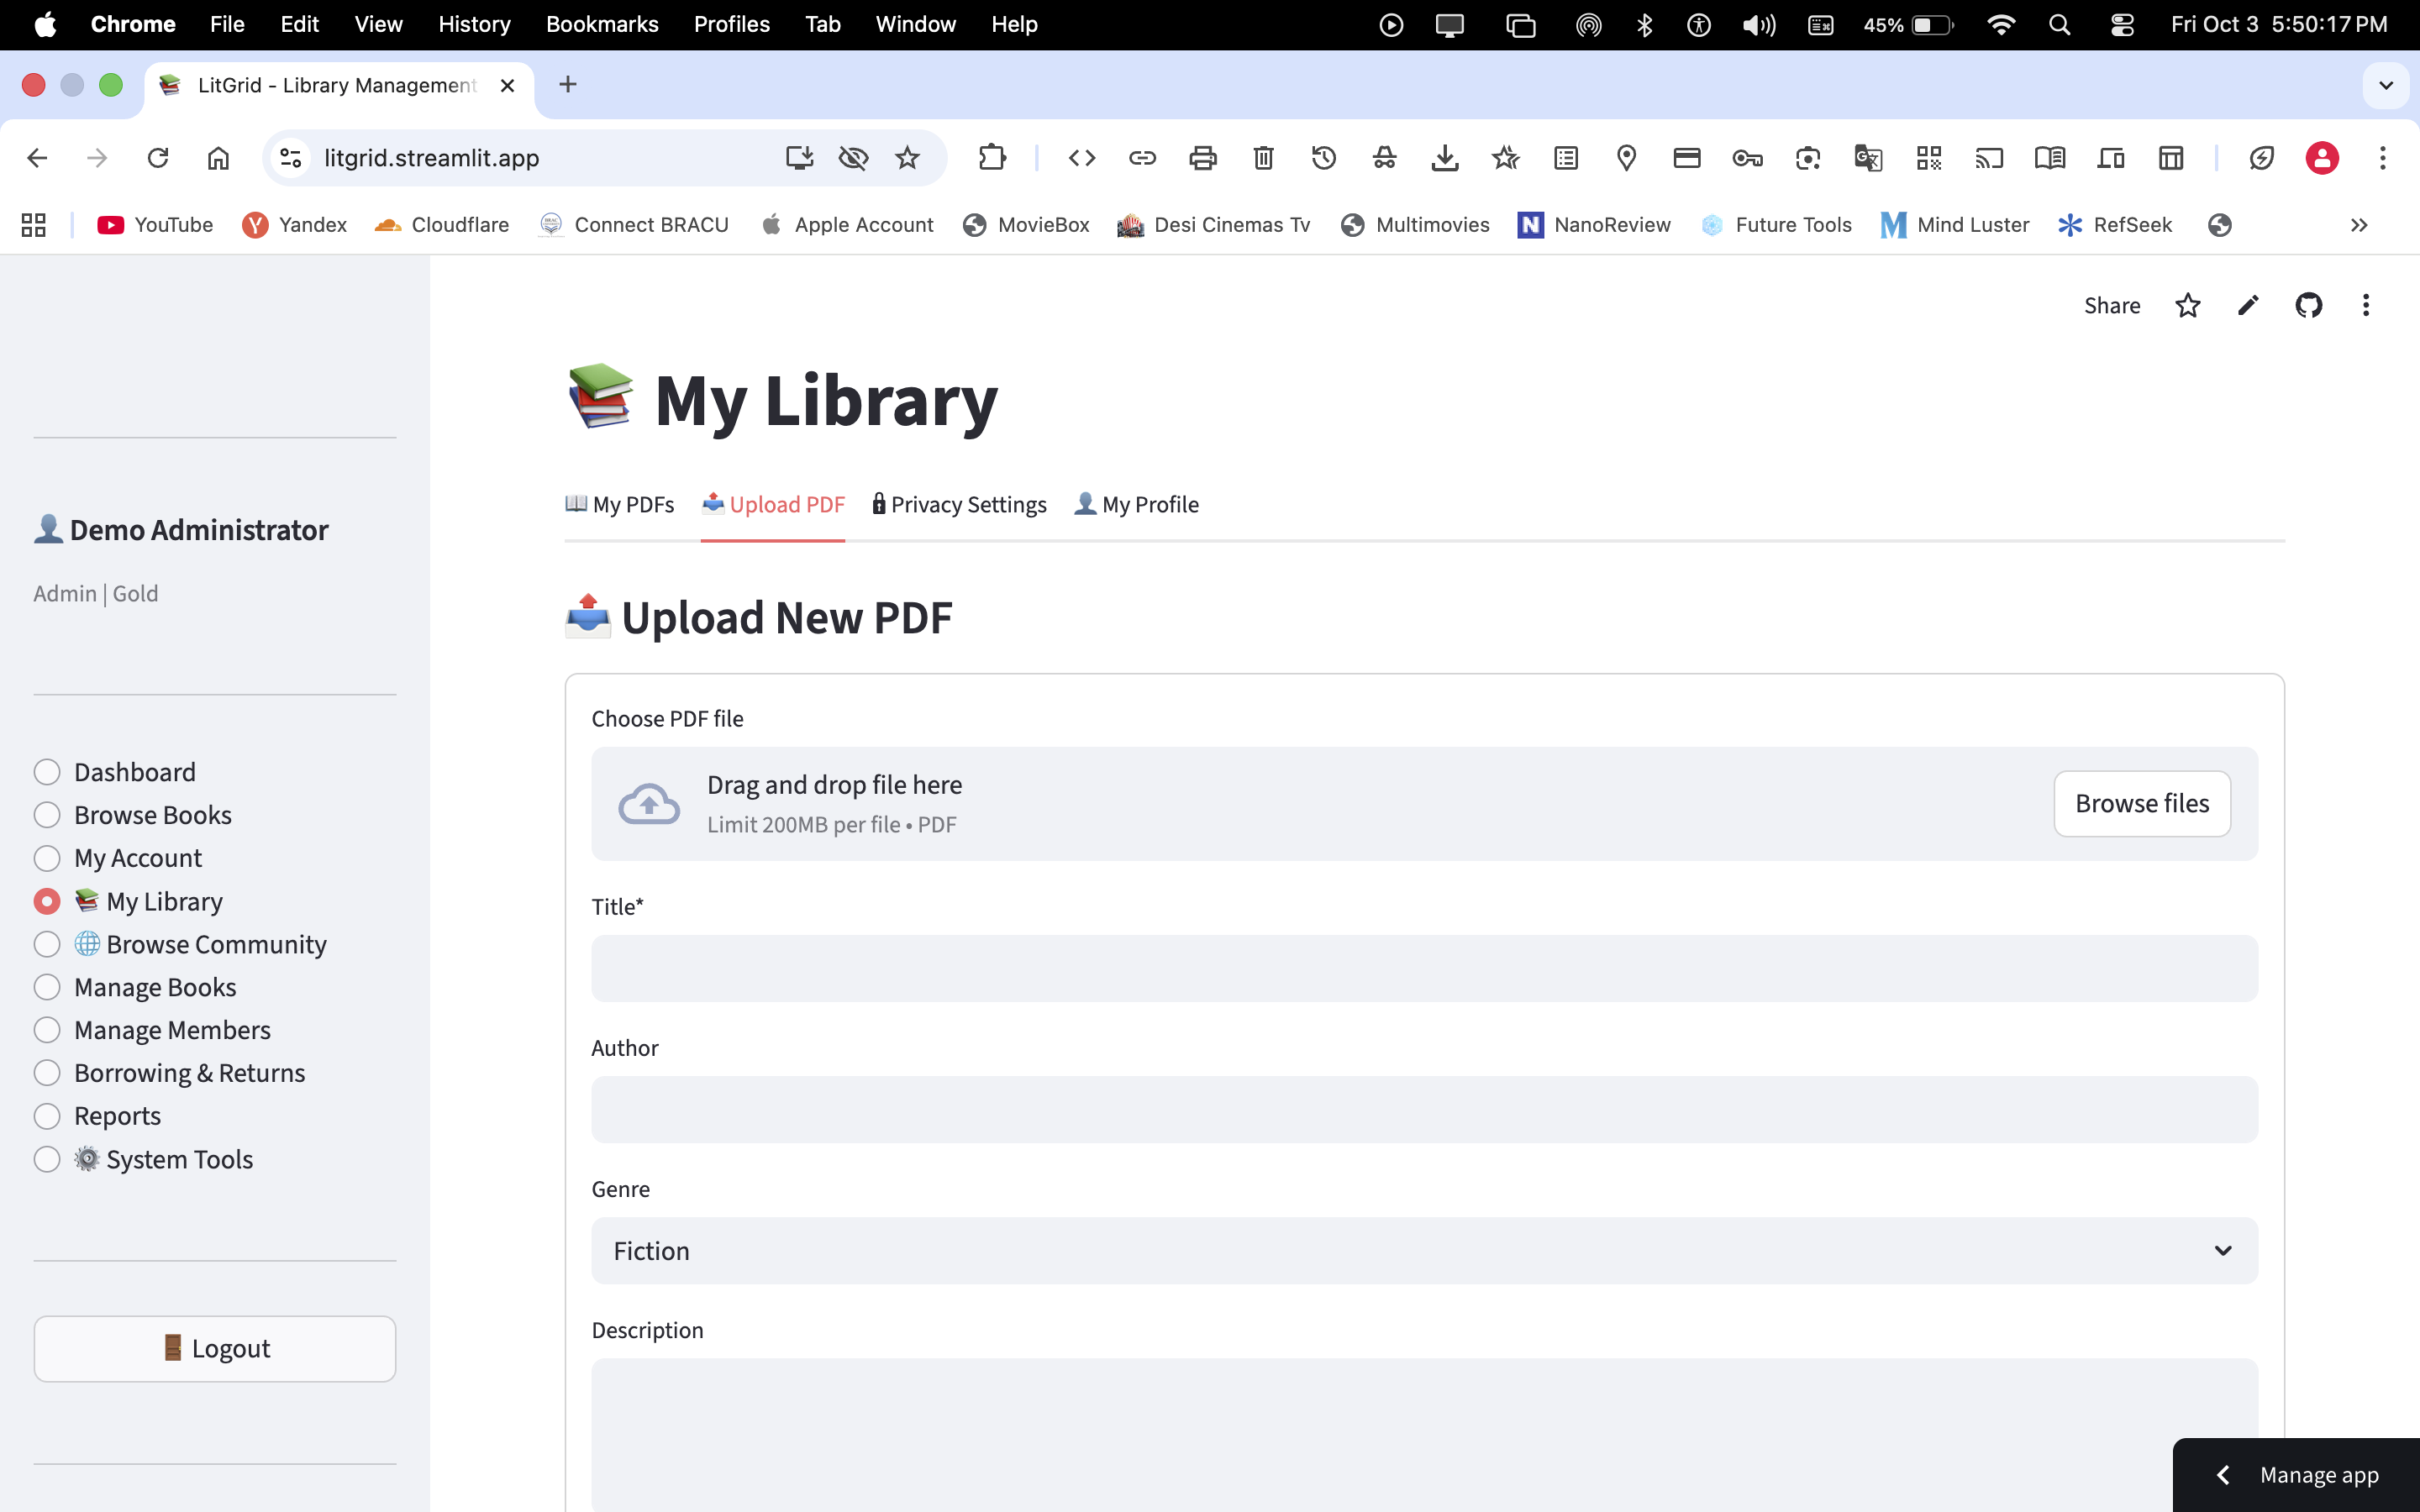 Chrome File Edit View History Bookmarks Profiles Tab Window Help 45% Fri Oct 3 5:50:17 PM
LitGrid - Library Management
litgrid.streamlit.app
YouTube Yandex Cloudflare Connect BRACU Apple Account MovieBox Desi Cinemas Tv Multimovies NanoReview Future Tools Mind Luster RefSeek
Share
My Library
My PDFs Upload PDF Privacy Settings My Profile
Demo Administrator
Admin | Gold
Dashboard
Browse Books
My Account
My Library
Browse Community
Manage Books
Manage Members
Borrowing & Returns
Reports
System Tools
Logout
Upload New PDF
Choose PDF file
Drag and drop file here
Limit 200MB per file • PDF
Browse files
Title*
Author
Genre
Fiction
Description
Manage app